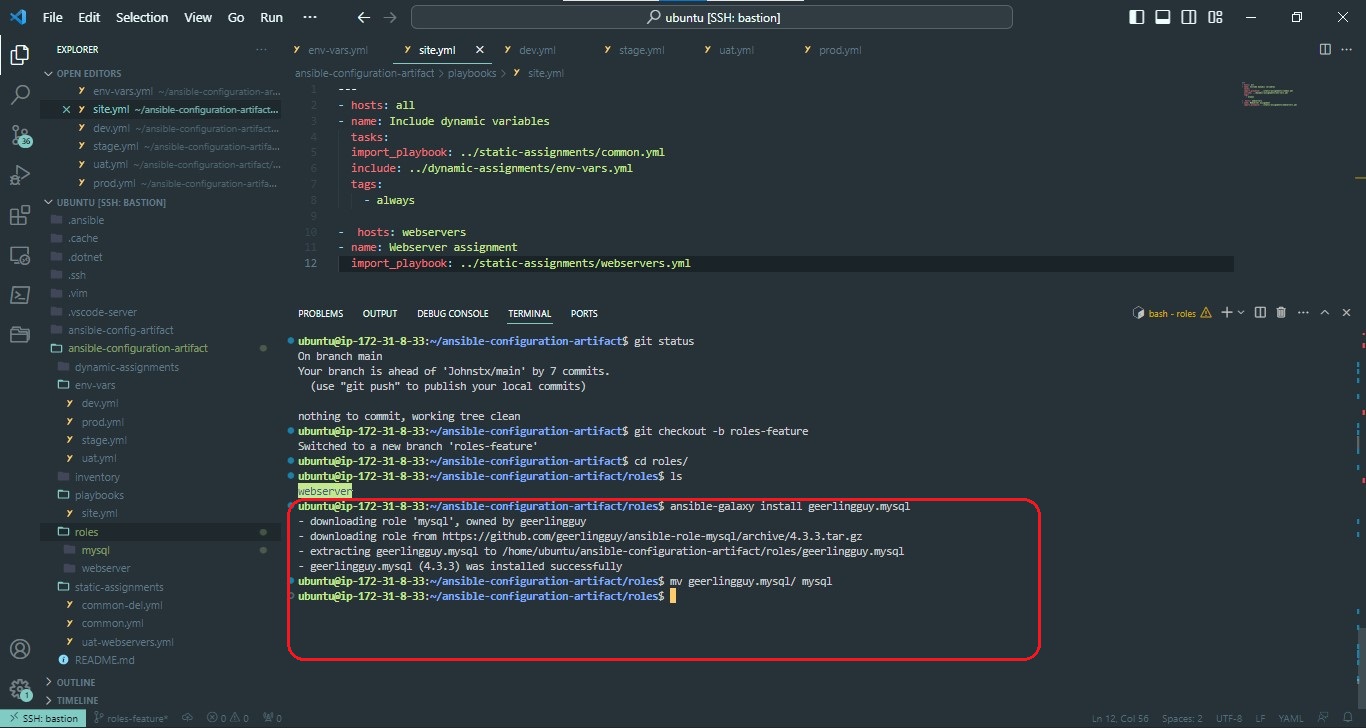 File Edit Selection View Go Run ··· ubuntu [SSH: bastion]
EXPLORER ···
OPEN EDITORS
env-vars.yml ~/ansible-configuration-ar...
site.yml ~/ansible-configuration-artifact...
dev.yml ~/ansible-configuration-artifact...
stage.yml ~/ansible-configuration-artifa...
uat.yml ~/ansible-configuration-artifact/...
prod.yml ~/ansible-configuration-artifa...
UBUNTU [SSH: BASTION]
.ansible
.cache
.dotnet
.ssh
.vim
.vscode-server
ansible-config-artifact
ansible-configuration-artifact
dynamic-assignments
env-vars
dev.yml
prod.yml
stage.yml
uat.yml
inventory
playbooks
site.yml
roles
mysql
webserver
static-assignments
common-del.yml
common.yml
uat-webservers.yml
README.md
OUTLINE
TIMELINE
36
1
env-vars.yml site.yml dev.yml stage.yml uat.yml prod.yml
ansible-configuration-artifact > playbooks > site.yml
1 ---
2 - hosts: all
3 - name: Include dynamic variables
4 tasks:
5 import_playbook: ../static-assignments/common.yml
6 include: ../dynamic-assignments/env-vars.yml
7 tags:
8 - always
9
10 -  hosts: webservers
11 - name: Webserver assignment
12 import_playbook: ../static-assignments/webservers.yml
PROBLEMS OUTPUT DEBUG CONSOLE TERMINAL PORTS bash - roles
ubuntu@ip-172-31-8-33:~/ansible-configuration-artifact$ git status
On branch main
Your branch is ahead of 'Johnstx/main' by 7 commits.
(use "git push" to publish your local commits)
nothing to commit, working tree clean
ubuntu@ip-172-31-8-33:~/ansible-configuration-artifact$ git checkout -b roles-feature
Switched to a new branch 'roles-feature'
ubuntu@ip-172-31-8-33:~/ansible-configuration-artifact$ cd roles/
ubuntu@ip-172-31-8-33:~/ansible-configuration-artifact/roles$ ls
webserver
ubuntu@ip-172-31-8-33:~/ansible-configuration-artifact/roles$ ansible-galaxy install geerlingguy.mysql
- downloading role 'mysql', owned by geerlingguy
- downloading role from https://github.com/geerlingguy/ansible-role-mysql/archive/4.3.3.tar.gz
- extracting geerlingguy.mysql to /home/ubuntu/ansible-configuration-artifact/roles/geerlingguy.mysql
- geerlingguy.mysql (4.3.3) was installed successfully
ubuntu@ip-172-31-8-33:~/ansible-configuration-artifact/roles$ mv geerlingguy.mysql/ mysql
ubuntu@ip-172-31-8-33:~/ansible-configuration-artifact/roles$
SSH: bastion roles-feature* 0 0 0 Ln 12, Col 56 Spaces: 2 UTF-8 LF YAML